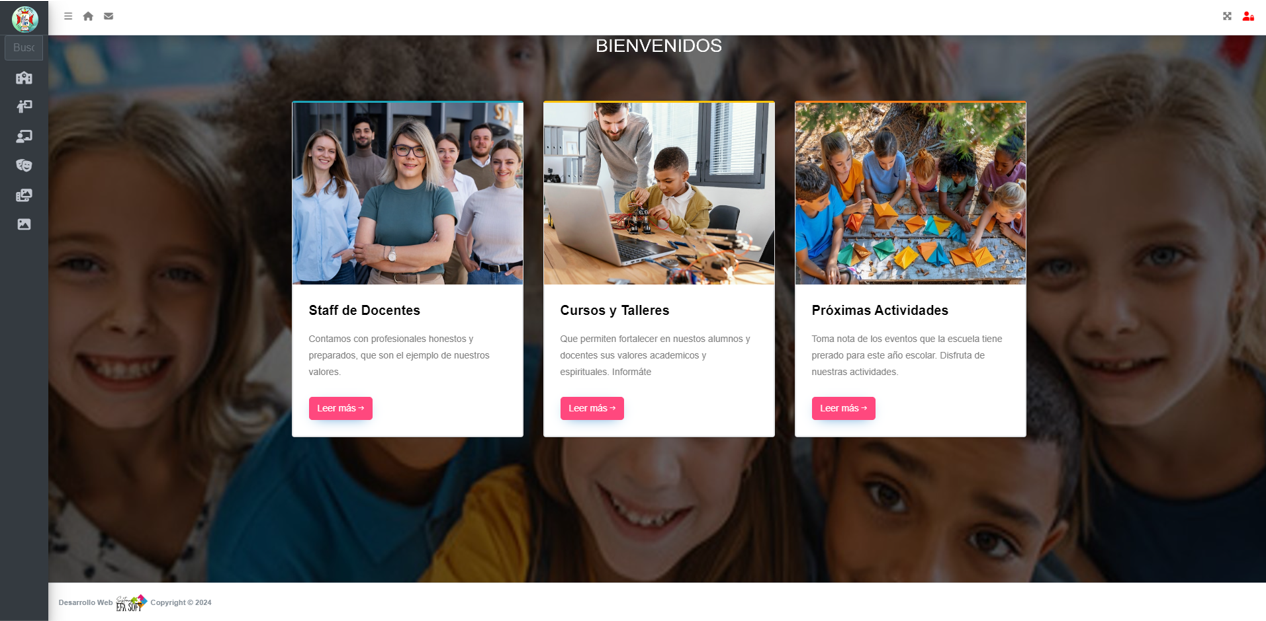 Busc
BIENVENIDOS
Staff de Docentes
Contamos con profesionales honestos y
preparados, que son el ejemplo de nuestros
valores.
Leer más →
Cursos y Talleres
Que permiten fortalecer en nuestos alumnos y
docentes sus valores academicos y
espirituales. Informáte
Leer más →
Próximas Actividades
Toma nota de los eventos que la escuela tiene
prerado para este año escolar. Disfruta de
nuestras actividades.
Leer más →
Desarrollo Web EFX SOFT Copyright © 2024